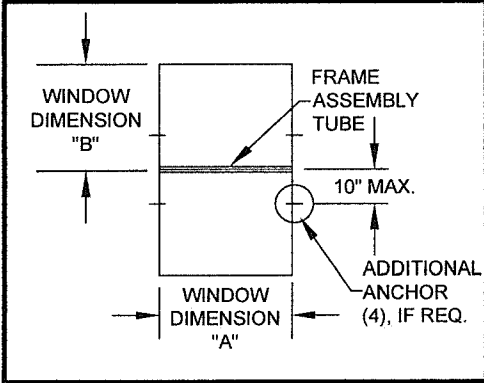 WINDOW
DIMENSION
"B"
FRAME
ASSEMBLY
TUBE
10" MAX.
ADDITIONAL
ANCHOR
(4), IF REQ.
WINDOW
DIMENSION
"A"